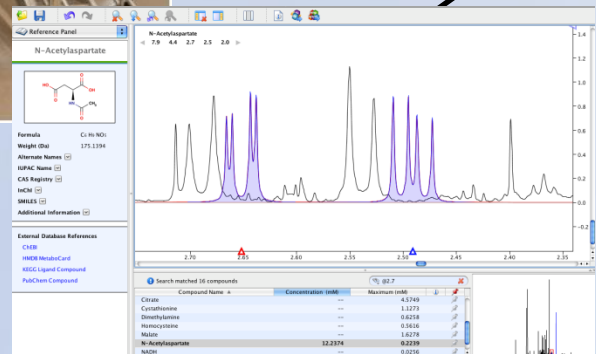 Reference Panel
N-Acetylaspartate
HO
O
O
OH
NH
CH₃
O
Formula C₆ H₉ NO₅
Weight (Da) 175.1394
Alternate Names
IUPAC Name
CAS Registry
InChI
SMILES
Additional Information
External Database References
ChEBI
HMDB MetaboCard
KEGG Ligand Compound
PubChem Compound
N-Acetylaspartate
7.9 4.4 2.7 2.5 2.0
1.4
1.2
1.0
0.8
0.6
0.4
0.2
0.0
-0.2
2.70 2.65 2.60 2.55 2.50 2.45 2.40 2.35
Search matched 16 compounds @2.7
Compound Name Concentration (mM) Maximum (mM)
Citrate -- 4.5749
Cystathionine -- 1.1273
Dimethylamine -- 0.6258
Homocysteine -- 0.5616
Malate -- 1.6278
N-Acetylaspartate 12.2374 0.2239
NADH -- 0.0256